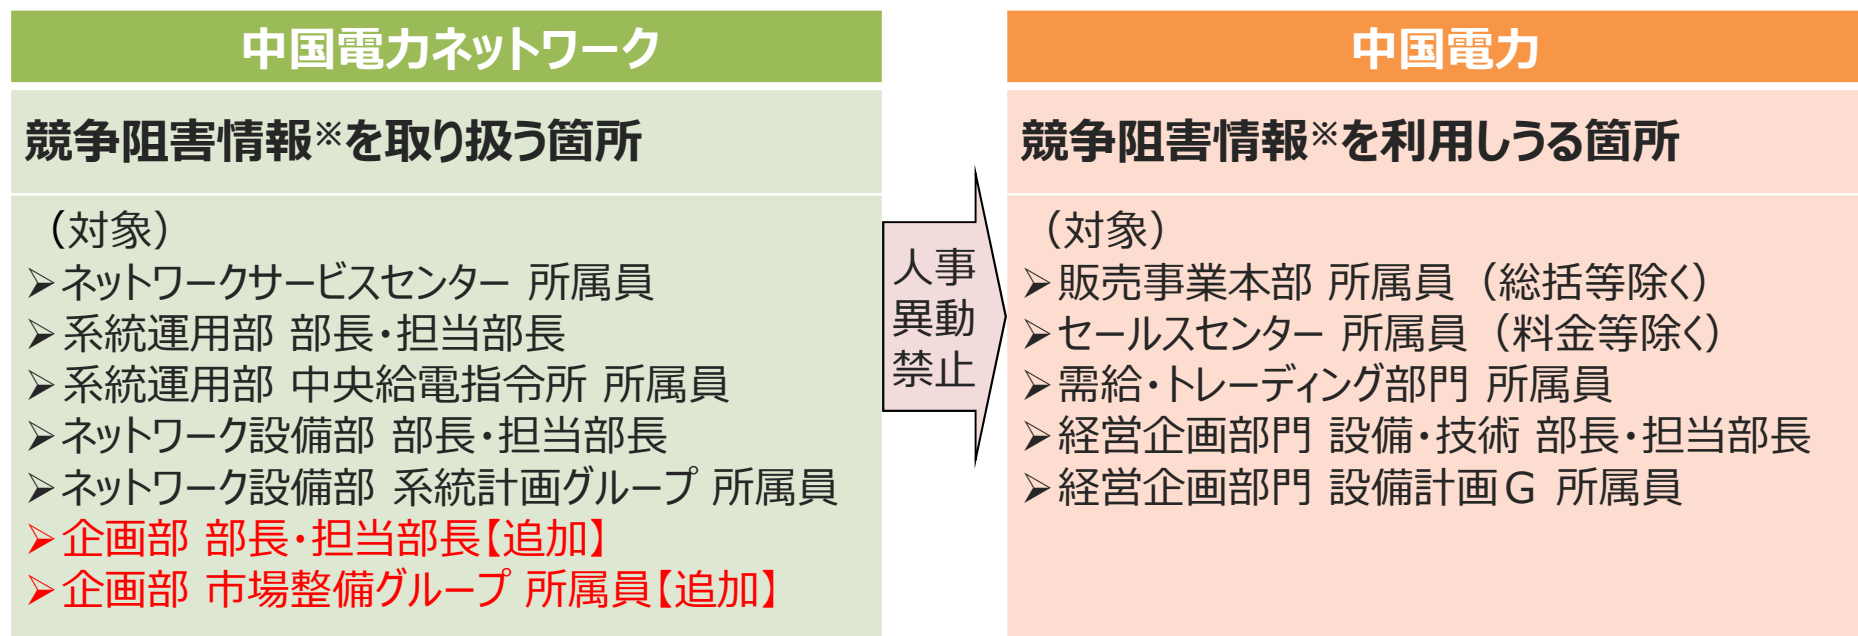 中国電力ネットワーク
競争阻害情報※を取り扱う箇所
（対象）
➢ネットワークサービスセンター 所属員
➢系統運用部 部長・担当部長
➢系統運用部 中央給電指令所 所属員
➢ネットワーク設備部 部長・担当部長
➢ネットワーク設備部 系統計画グループ 所属員
➢企画部 部長・担当部長【追加】
➢企画部 市場整備グループ 所属員【追加】
人事
異動
禁止
中国電力
競争阻害情報※を利用しうる箇所
（対象）
➢販売事業本部 所属員（総括等除く）
➢セールスセンター 所属員（料金等除く）
➢需給・トレーディング部門 所属員
➢経営企画部門 設備・技術 部長・担当部長
➢経営企画部門 設備計画Ｇ 所属員